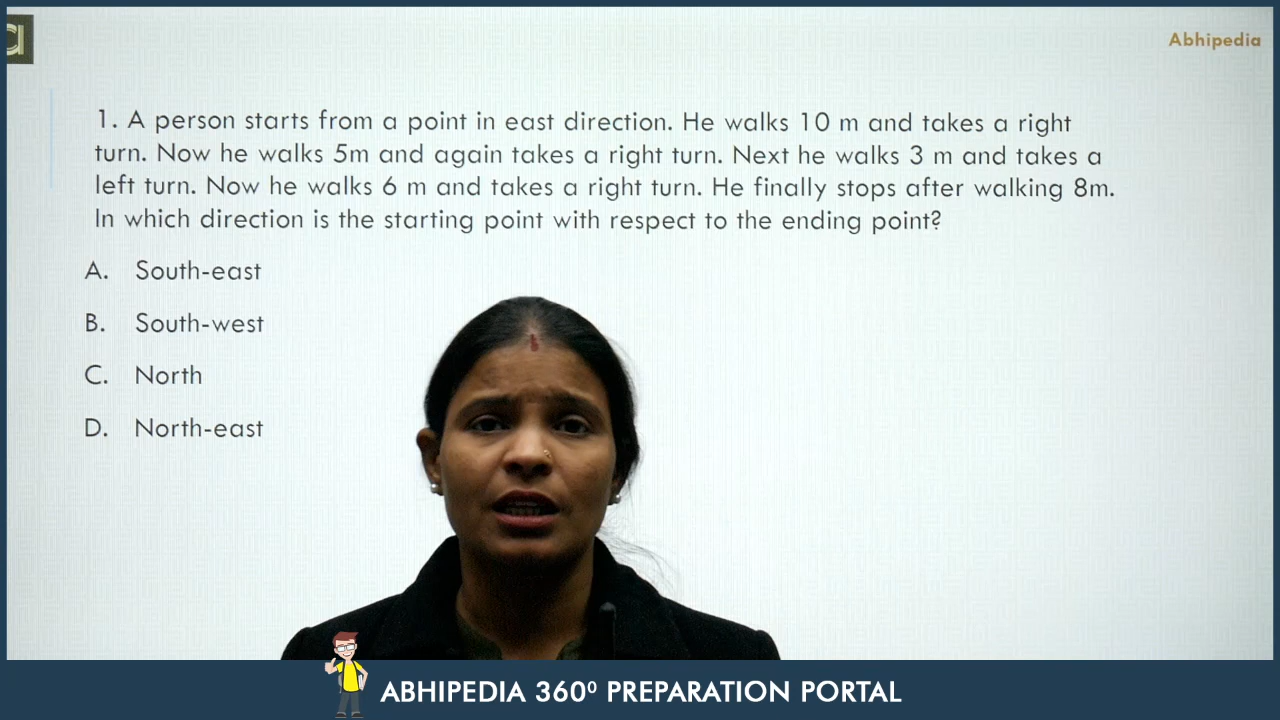 a
Abhipedia
1. A person starts from a point in east direction. He walks 10 m and takes a right
turn. Now he walks 5m and again takes a right turn. Next he walks 3 m and takes a
left turn. Now he walks 6 m and takes a right turn. He finally stops after walking 8m.
In which direction is the starting point with respect to the ending point?
A. South-east
B. South-west
C. North
D. North-east
ABHIPEDIA 360⁰ PREPARATION PORTAL